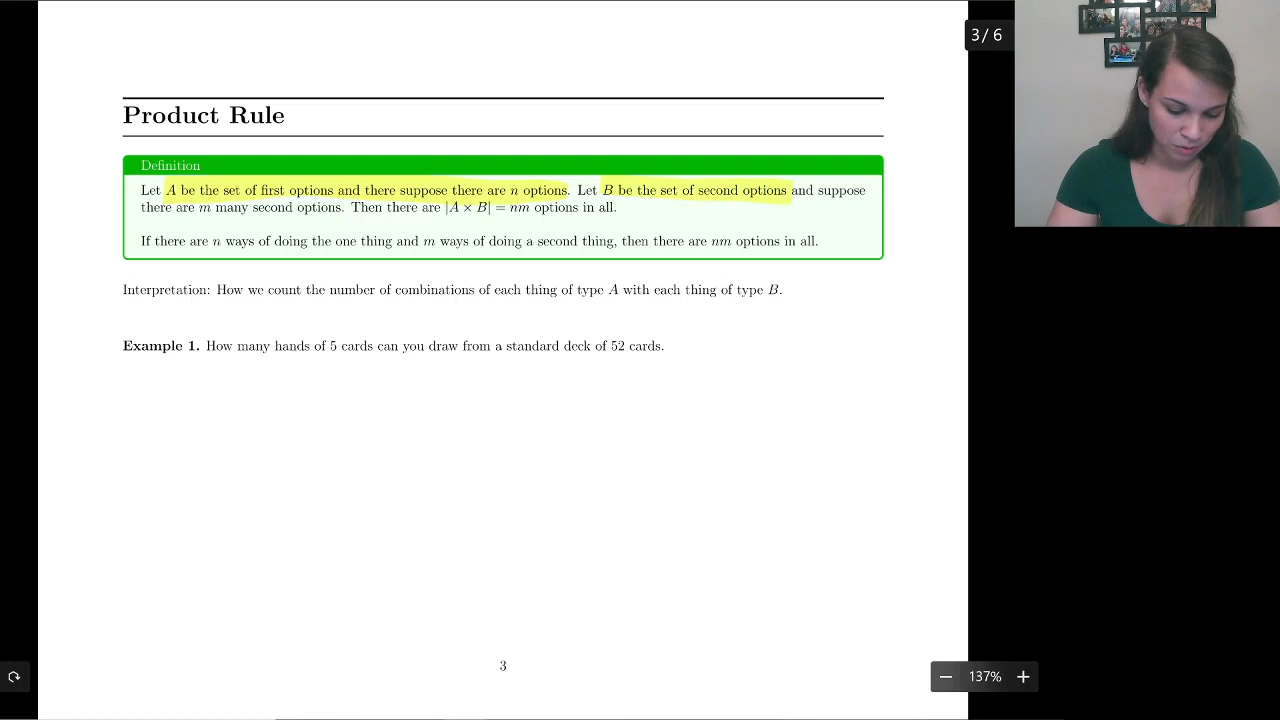 3 / 6
Product Rule
Definition
Let A be the set of first options and there suppose there are n options. Let B be the set of second options and suppose
there are m many second options. Then there are |A × B| = nm options in all.
If there are n ways of doing the one thing and m ways of doing a second thing, then there are nm options in all.
Interpretation: How we count the number of combinations of each thing of type A with each thing of type B.
Example 1. How many hands of 5 cards can you draw from a standard deck of 52 cards.
3
137%